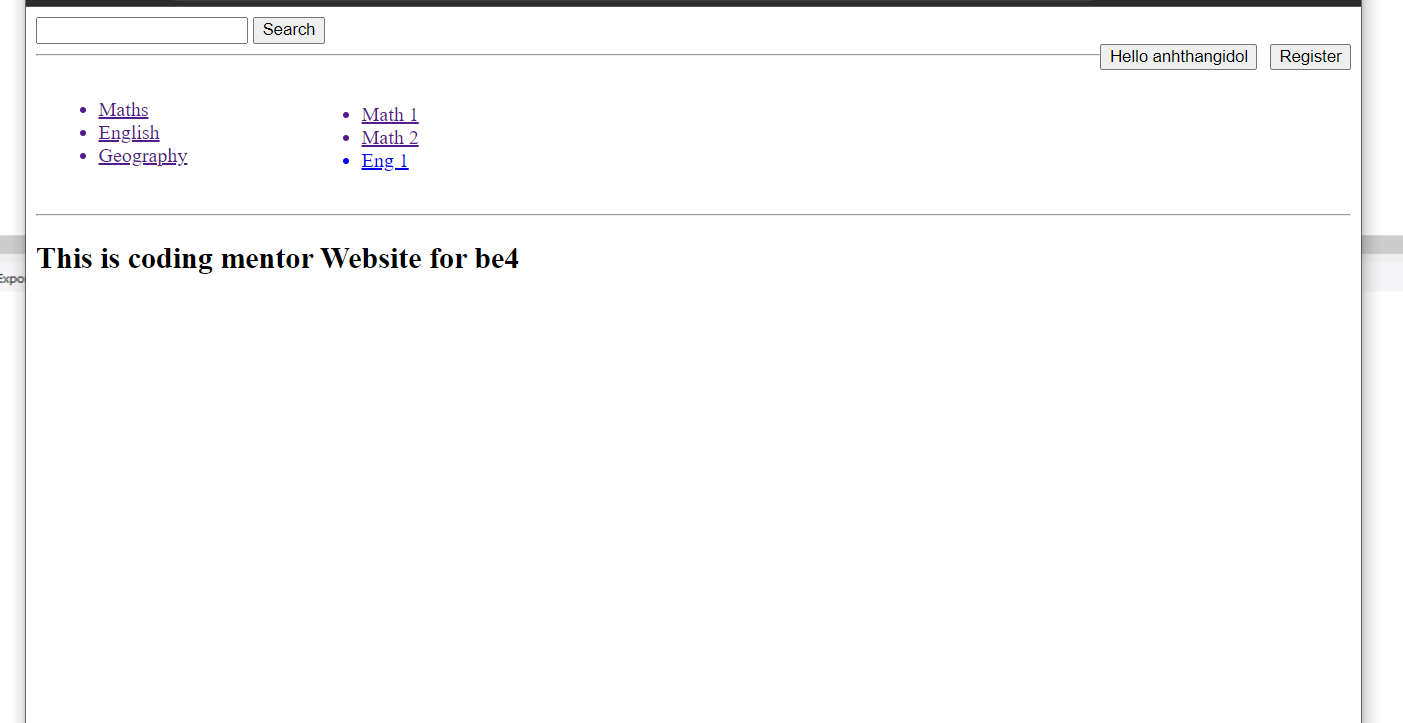 Search
Hello anhthangidol Register
Maths
English
Geography
Math 1
Math 2
Eng 1
This is coding mentor Website for be4
Expo